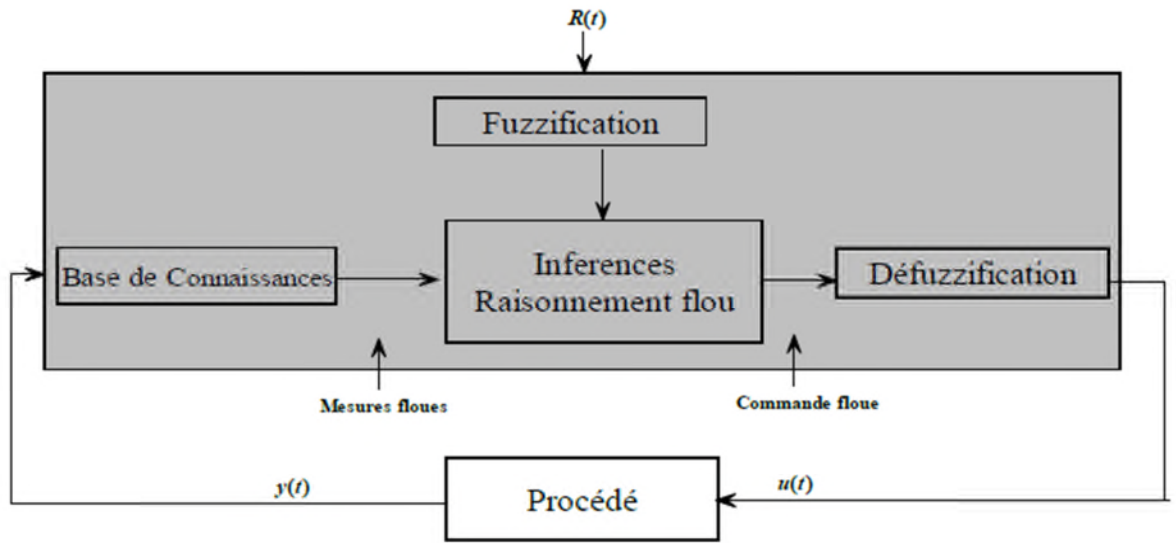 R(t)
Fuzzification
Base de Connaissances
Inferences
Raisonnement flou
Défuzzification
Mesures floues
Commande floue
y(t)
Procédé
u(t)